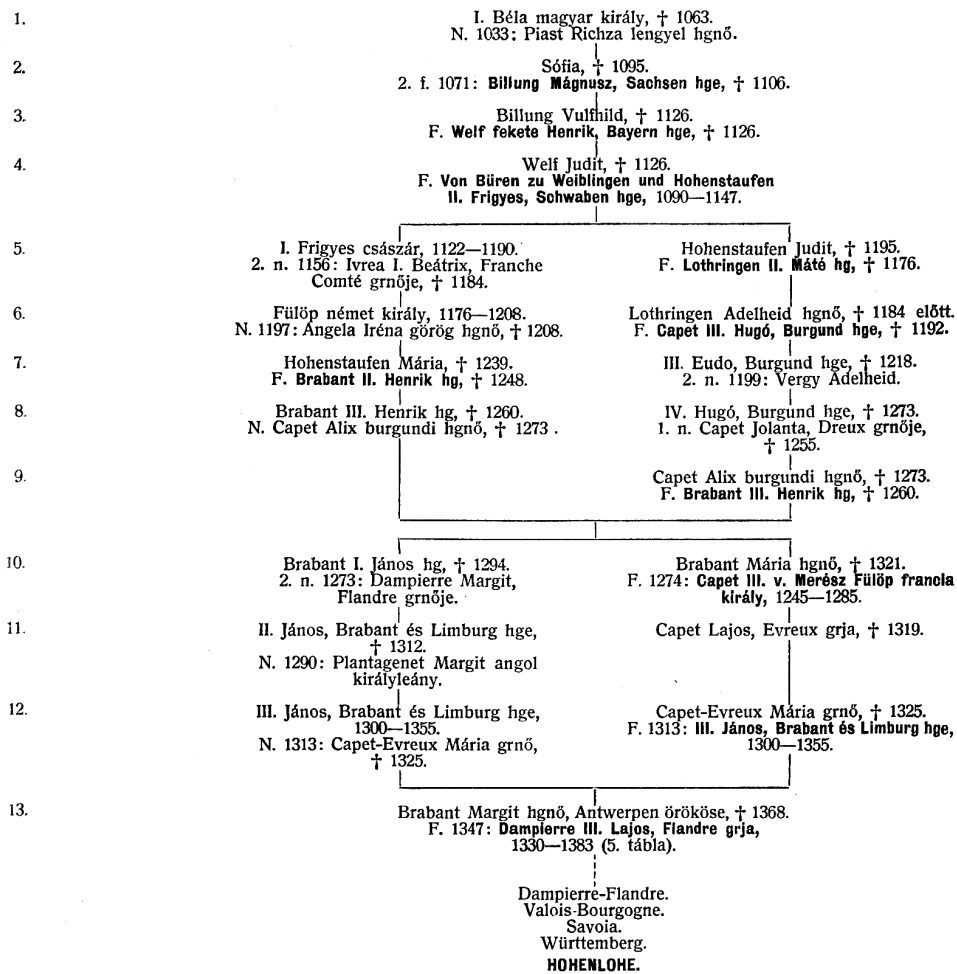 1.
I. Béla magyar király, † 1063.
N. 1033: Piast Richza lengyel hgnő.
2.
Sófia, † 1095.
2. f. 1071: Billung Mágnusz, Sachsen hge, † 1106.
3.
Billung Vulfhild, † 1126.
F. Welf fekete Henrik, Bayern hge, † 1126.
4.
Welf Judit, † 1126.
F. Von Büren zu Weiblingen und Hohenstaufen
II. Frigyes, Schwaben hge, 1090—1147.
5.
I. Frigyes császár, 1122—1190.
2. n. 1156: Ivrea I. Beátrix, Franche
Comté grnője, † 1184.
Hohenstaufen Judit, † 1195.
F. Lothringen II. Máté hg, † 1176.
6.
Fülöp német király, 1176—1208.
N. 1197: Angela Iréna görög hgnő, † 1208.
Lothringen Adelheid hgnő, † 1184 előtt.
F. Capet III. Hugó, Burgund hge, † 1192.
7.
Hohenstaufen Mária, † 1239.
F. Brabant II. Henrik hg, † 1248.
III. Eudo, Burgund hge, † 1218.
2. n. 1199: Vergy Adelheid.
8.
Brabant III. Henrik hg, † 1260.
N. Capet Alix burgundi hgnő, † 1273 .
IV. Hugó, Burgund hge, † 1273.
1. n. Capet Jolanta, Dreux grnője,
† 1255.
9.
Capet Alix burgundi hgnő, † 1273.
F. Brabant III. Henrik hg, † 1260.
10.
Brabant I. János hg, † 1294.
2. n. 1273: Dampierre Margit,
Flandre grnője.
Brabant Mária hgnő, † 1321.
F. 1274: Capet III. v. Merész Fülöp francia
király, 1245—1285.
11.
II. János, Brabant és Limburg hge,
† 1312.
N. 1290: Plantagenet Margit angol
királyleány.
Capet Lajos, Evreux grja, † 1319.
12.
III. János, Brabant és Limburg hge,
1300—1355.
N. 1313: Capet-Evreux Mária grnő,
† 1325.
Capet-Evreux Mária grnő, † 1325.
F. 1313: III. János, Brabant és Limburg hge,
1300—1355.
13.
Brabant Margit hgnő, Antwerpen örököse, † 1368.
F. 1347: Dampierre III. Lajos, Flandre grja,
1330—1383 (5. tábla).
Dampierre-Flandre.
Valois-Bourgogne.
Savoia.
Württemberg.
HOHENLOHE.